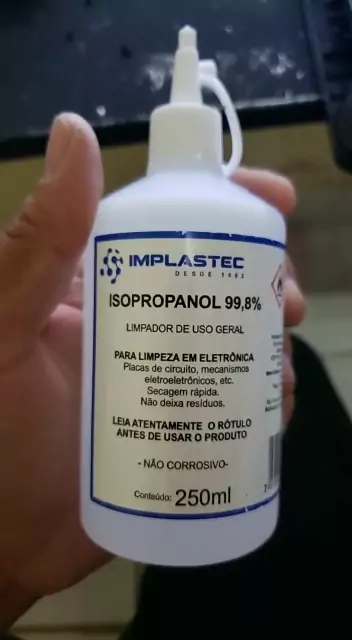 IMPLASTEC
DESDE 1983
ISOPROPANOL 99,8%
LIMPADOR DE USO GERAL
PARA LIMPEZA EM ELETRÔNICA
Placas de circuito, mecanismos
eletroeletrônicos, etc.
Secagem rápida.
Não deixa resíduos.
LEIA ATENTAMENTE O RÓTULO
ANTES DE USAR O PRODUTO
- NÃO CORROSIVO-
Conteúdo: 250ml